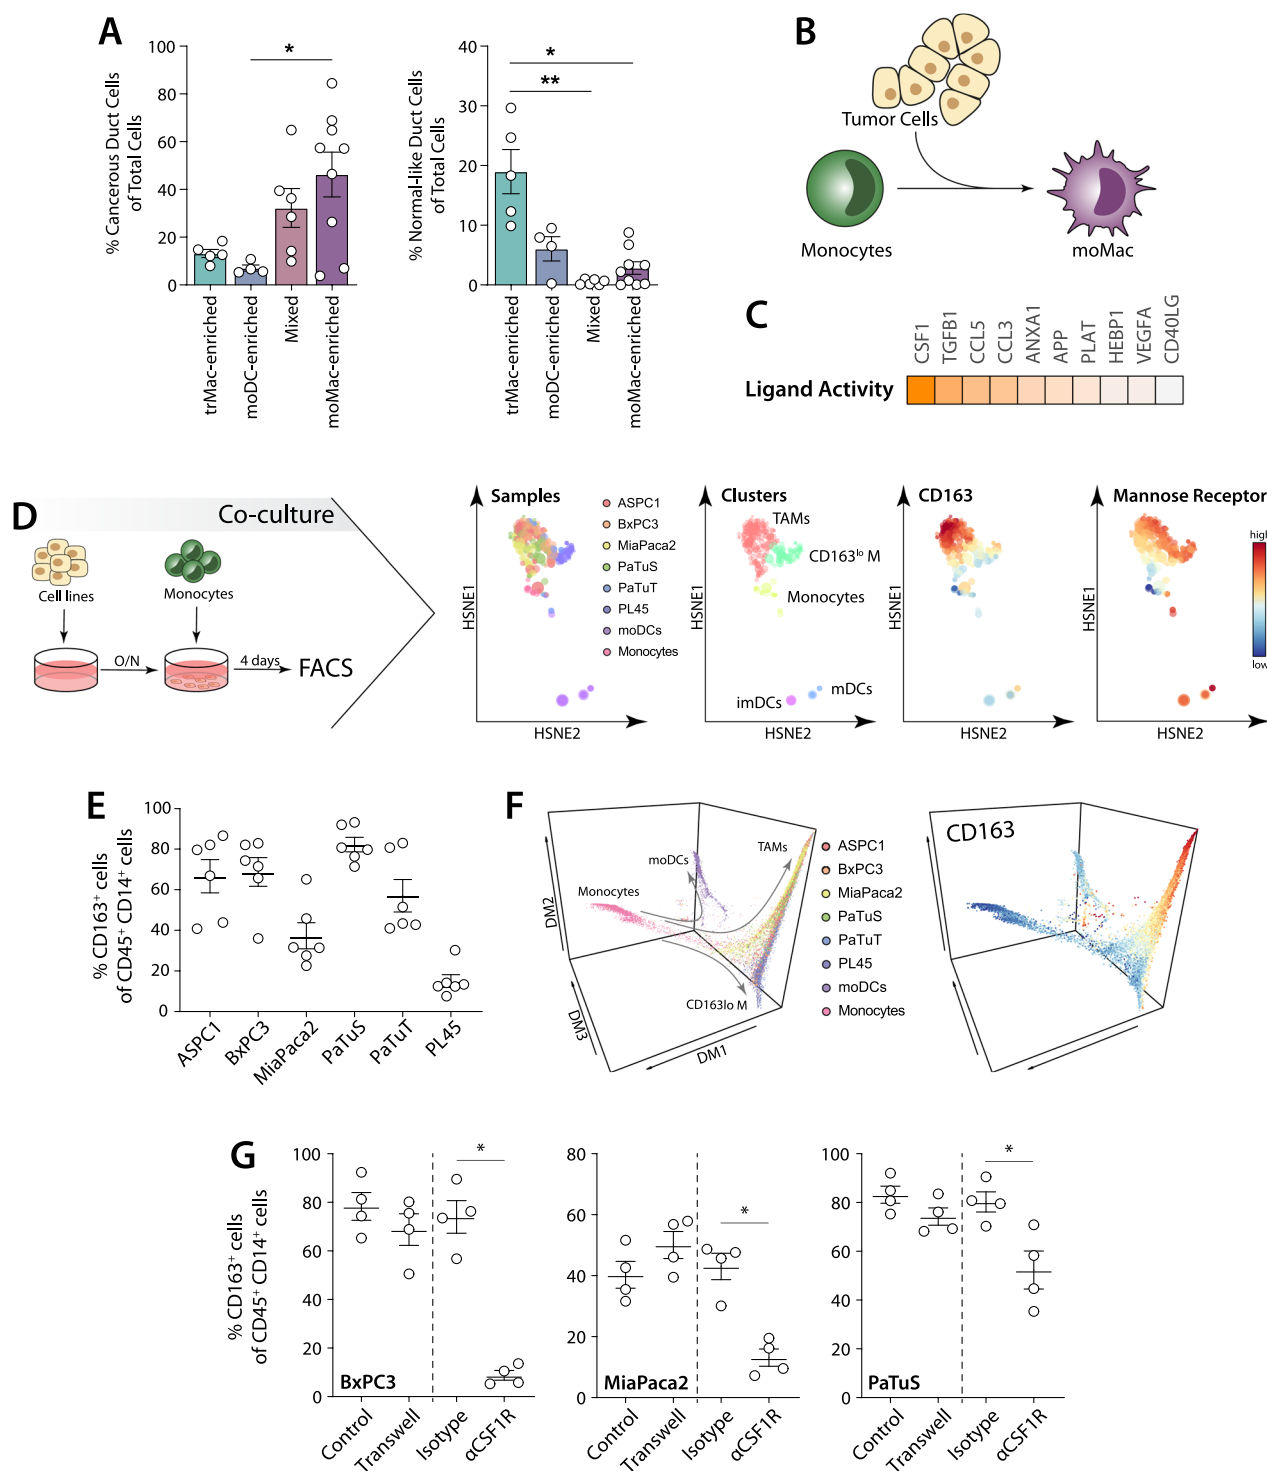 A
% Cancerous Duct Cells
of Total Cells
100
80
60
40
20
0
*
trMac-enriched
moDC-enriched
Mixed
moMac-enriched
% Normal-like Duct Cells
of Total Cells
40
30
20
10
0
*
**
trMac-enriched
moDC-enriched
Mixed
moMac-enriched
B
Tumor Cells
Monocytes
moMac
C
CSF1
TGFB1
CCL5
CCL3
ANXA1
APP
PLAT
HEBP1
VEGFA
CD40LG
Ligand Activity
D
Co-culture
Cell lines
Monocytes
O/N
4 days
FACS
Samples
HSNE1
HSNE2
ASPC1
BxPC3
MiaPaca2
PaTuS
PaTuT
PL45
moDCs
Monocytes
Clusters
TAMs
CD163lo M
Monocytes
imDCs
mDCs
HSNE1
HSNE2
CD163
HSNE1
HSNE2
Mannose Receptor
HSNE1
HSNE2
high
low
E
% CD163+ cells
of CD45+ CD14+ cells
100
80
60
40
20
0
ASPC1
BxPC3
MiaPaca2
PaTuS
PaTuT
PL45
F
moDCs
TAMs
Monocytes
CD163lo M
DM2
DM3
DM1
ASPC1
BxPC3
MiaPaca2
PaTuS
PaTuT
PL45
moDCs
Monocytes
CD163
G
% CD163+ cells
of CD45+ CD14+ cells
100
80
60
40
20
0
*
BxPC3
Control
Transwell
Isotype
αCSF1R
80
60
40
20
0
*
MiaPaca2
Control
Transwell
Isotype
αCSF1R
100
80
60
40
20
0
*
PaTuS
Control
Transwell
Isotype
αCSF1R